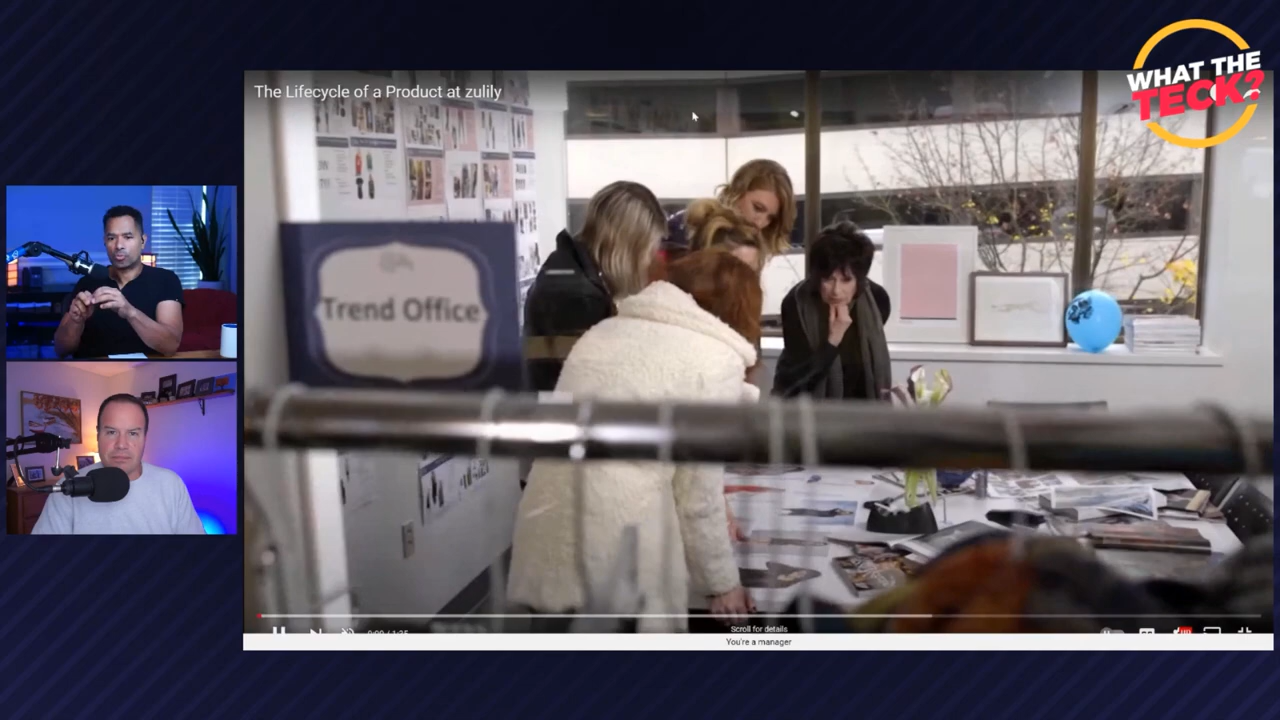 The Lifecycle of a Product at zulily
WHAT THE
TECK?
Trend Office
Scroll for details
You're a manager